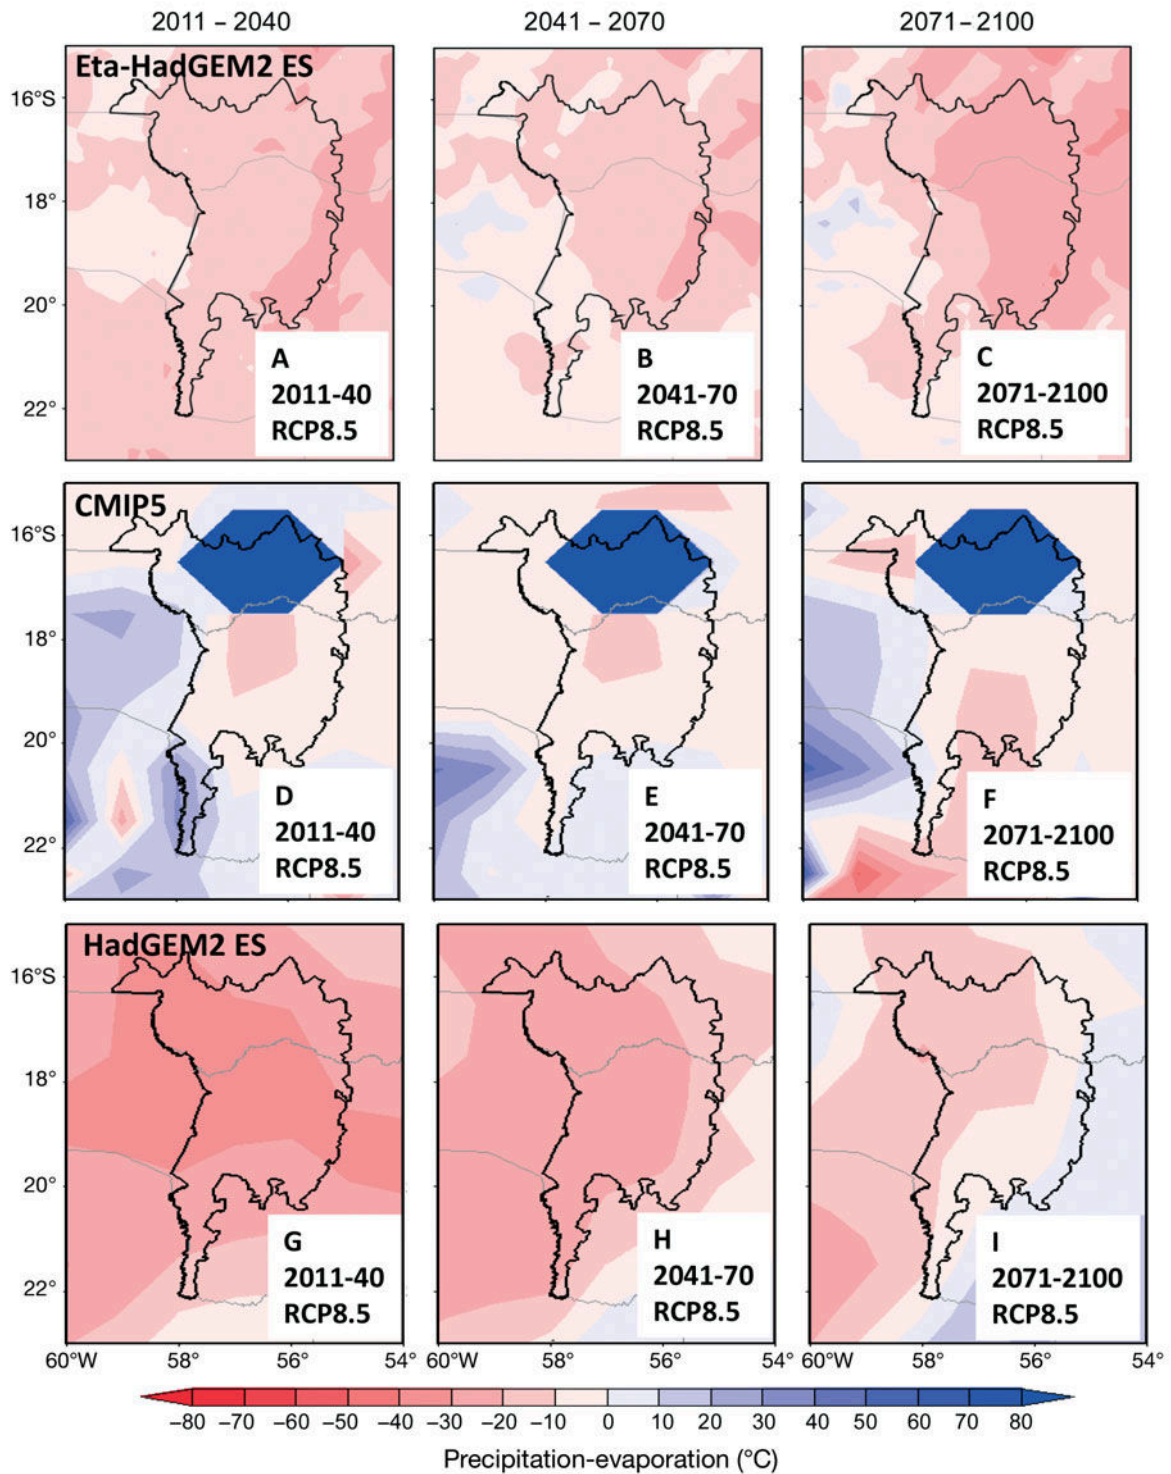 2011 – 2040 2041 – 2070 2071 – 2100
Eta-HadGEM2 ES
16°S
18°
20°
22°
A
2011-40
RCP8.5
B
2041-70
RCP8.5
C
2071-2100
RCP8.5
CMIP5
16°S
18°
20°
22°
D
2011-40
RCP8.5
E
2041-70
RCP8.5
F
2071-2100
RCP8.5
HadGEM2 ES
16°S
18°
20°
22°
G
2011-40
RCP8.5
H
2041-70
RCP8.5
I
2071-2100
RCP8.5
60°W 58° 56° 54° 58° 56° 54° 58° 56° 54°
–80 –70 –60 –50 –40 –30 –20 –10 0 10 20 30 40 50 60 70 80
Precipitation-evaporation (°C)